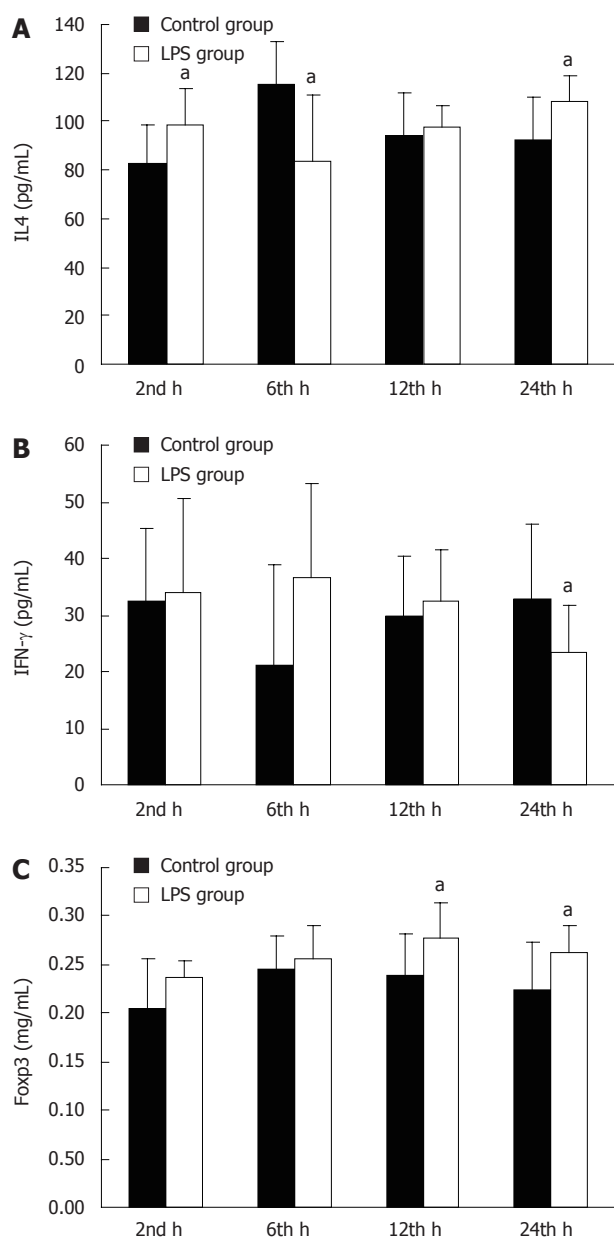 A
Control group
LPS group
140
120
100
80
60
40
20
0
IL4 (pg/mL)
a
a
a
2nd h 6th h 12th h 24th h
B
Control group
LPS group
60
50
40
30
20
10
0
IFN-γ (pg/mL)
a
2nd h 6th h 12th h 24th h
C
Control group
LPS group
0.35
0.30
0.25
0.20
0.15
0.10
0.50
0.00
Foxp3 (mg/mL)
a
a
2nd h 6th h 12th h 24th h